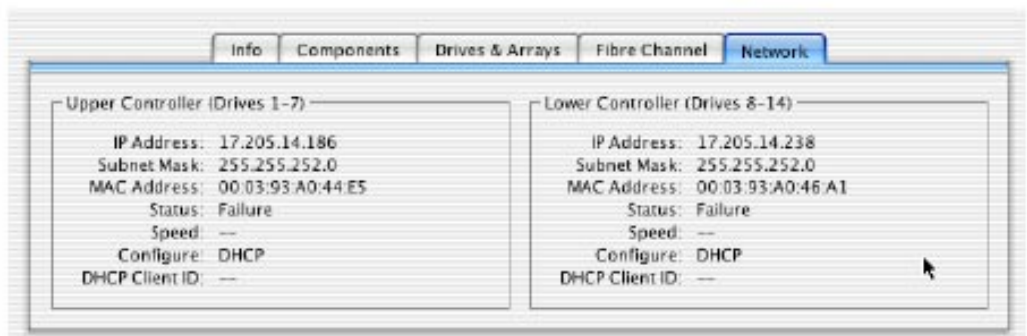 Info Components Drives & Arrays Fibre Channel Network
Upper Controller (Drives 1-7)
IP Address: 17.205.14.186
Subnet Mask: 255.255.252.0
MAC Address: 00:03:93:A0:44:E5
Status: Failure
Speed: --
Configure: DHCP
DHCP Client ID: --
Lower Controller (Drives 8-14)
IP Address: 17.205.14.238
Subnet Mask: 255.255.252.0
MAC Address: 00:03:93:A0:46:A1
Status: Failure
Speed: --
Configure: DHCP
DHCP Client ID: --